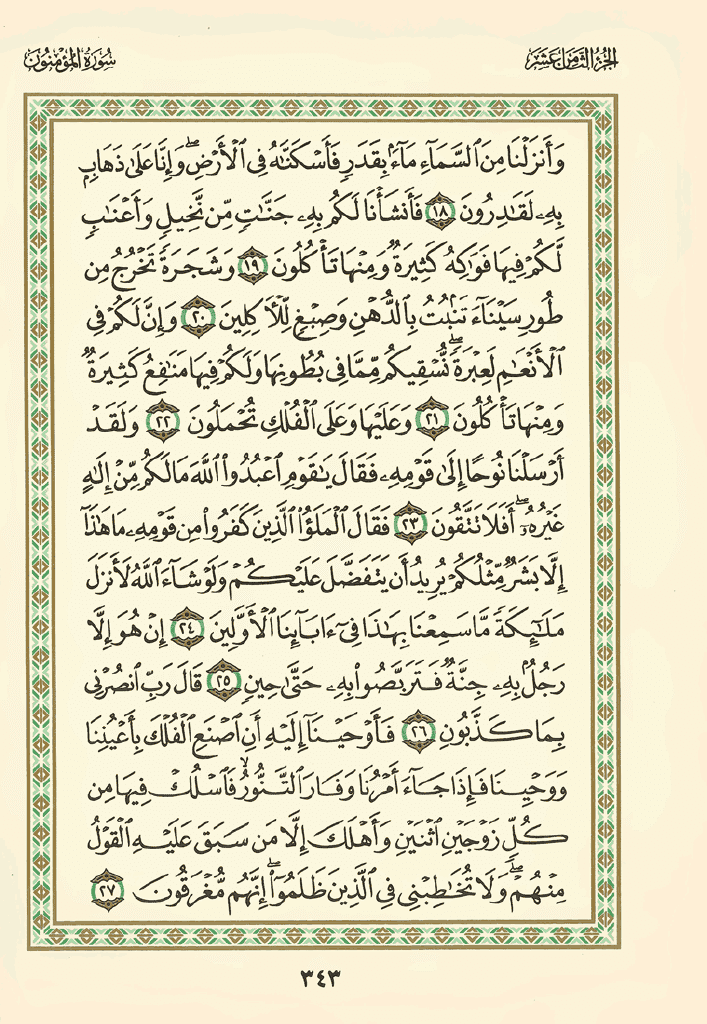 الجزء الثامن عشر
سورة المؤمنون
وَأَنزَلْنَا مِنَ ٱلسَّمَآءِ مَآءًۢ بِقَدَرٍ فَأَسْكَنَّٰهُ فِى ٱلْأَرْضِ ۖ وَإِنَّا عَلَىٰ ذَهَابٍۭ
بِهِۦ لَقَٰدِرُونَ ١٨ فَأَنشَأْنَا لَكُم بِهِۦ جَنَّٰتٍ مِّن نَّخِيلٍ وَأَعْنَٰبٍ
لَّكُمْ فِيهَا فَوَٰكِهُ كَثِيرَةٌ وَمِنْهَا تَأْكُلُونَ ١٩ وَشَجَرَةً تَخْرُجُ مِن
طُورِ سَيْنَآءَ تَنۢبُتُ بِٱلدُّهْنِ وَصِبْغٍ لِّلْءَاكِلِينَ ٢٠ وَإِنَّ لَكُمْ فِى
ٱلْأَنْعَٰمِ لَعِبْرَةً ۖ نُّسْقِيكُم مِّمَّا فِى بُطُونِهَا وَلَكُمْ فِيهَا مَنَٰفِعُ كَثِيرَةٌ
وَمِنْهَا تَأْكُلُونَ ٢١ وَعَلَيْهَا وَعَلَى ٱلْفُلْكِ تُحْمَلُونَ ٢٢ وَلَقَدْ
أَرْسَلْنَا نُوحًا إِلَىٰ قَوْمِهِۦ فَقَالَ يَٰقَوْمِ ٱعْبُدُوا۟ ٱللَّهَ مَا لَكُم مِّنْ إِلَٰهٍ
غَيْرُهُۥٓ ۖ أَفَلَا تَتَّقُونَ ٢٣ فَقَالَ ٱلْمَلَؤُا۟ ٱلَّذِينَ كَفَرُوا۟ مِن قَوْمِهِۦ مَا هَٰذَآ
إِلَّا بَشَرٌ مِّثْلُكُمْ يُرِيدُ أَن يَتَفَضَّلَ عَلَيْكُمْ وَلَوْ شَآءَ ٱللَّهُ لَأَنزَلَ
مَلَٰٓئِكَةً مَّا سَمِعْنَا بِهَٰذَا فِىٓ ءَابَآئِنَا ٱلْأَوَّلِينَ ٢٤ إِنْ هُوَ إِلَّا
رَجُلٌۢ بِهِۦ جِنَّةٌ فَتَرَبَّصُوا۟ بِهِۦ حَتَّىٰ حِينٍ ٢٥ قَالَ رَبِّ ٱنصُرْنِى
بِمَا كَذَّبُونِ ٢٦ فَأَوْحَيْنَآ إِلَيْهِ أَنِ ٱصْنَعِ ٱلْفُلْكَ بِأَعْيُنِنَا
وَوَحْيِنَا فَإِذَا جَآءَ أَمْرُنَا وَفَارَ ٱلتَّنُّورُ ۙ فَٱسْلُكْ فِيهَا مِن
كُلٍّ زَوْجَيْنِ ٱثْنَيْنِ وَأَهْلَكَ إِلَّا مَن سَبَقَ عَلَيْهِ ٱلْقَوْلُ
مِنْهُمْ ۖ وَلَا تُخَٰطِبْنِى فِى ٱلَّذِينَ ظَلَمُوٓا۟ ۖ إِنَّهُم مُّغْرَقُونَ ٢٧
٣٤٣